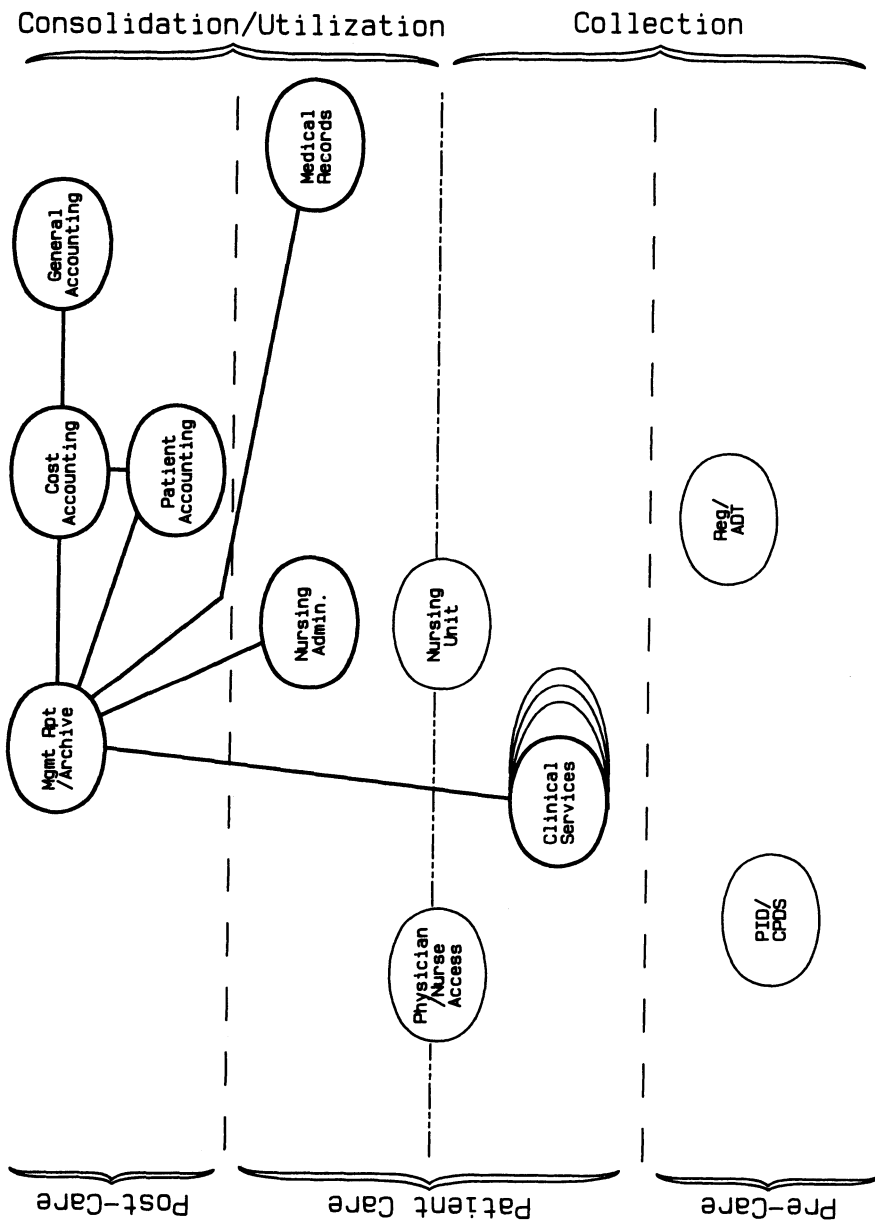 Consolidation/Utilization
Collection
Medical
Records
General
Accounting
Cost
Accounting
Patient
Accounting
Mgmt Rpt
/Archive
Nursing
Admin.
Nursing
Unit
Reg/
ADT
Clinical
Services
Physician
/Nurse
Access
PID/
CPDS
Post-Care
Patient Care
Pre-Care